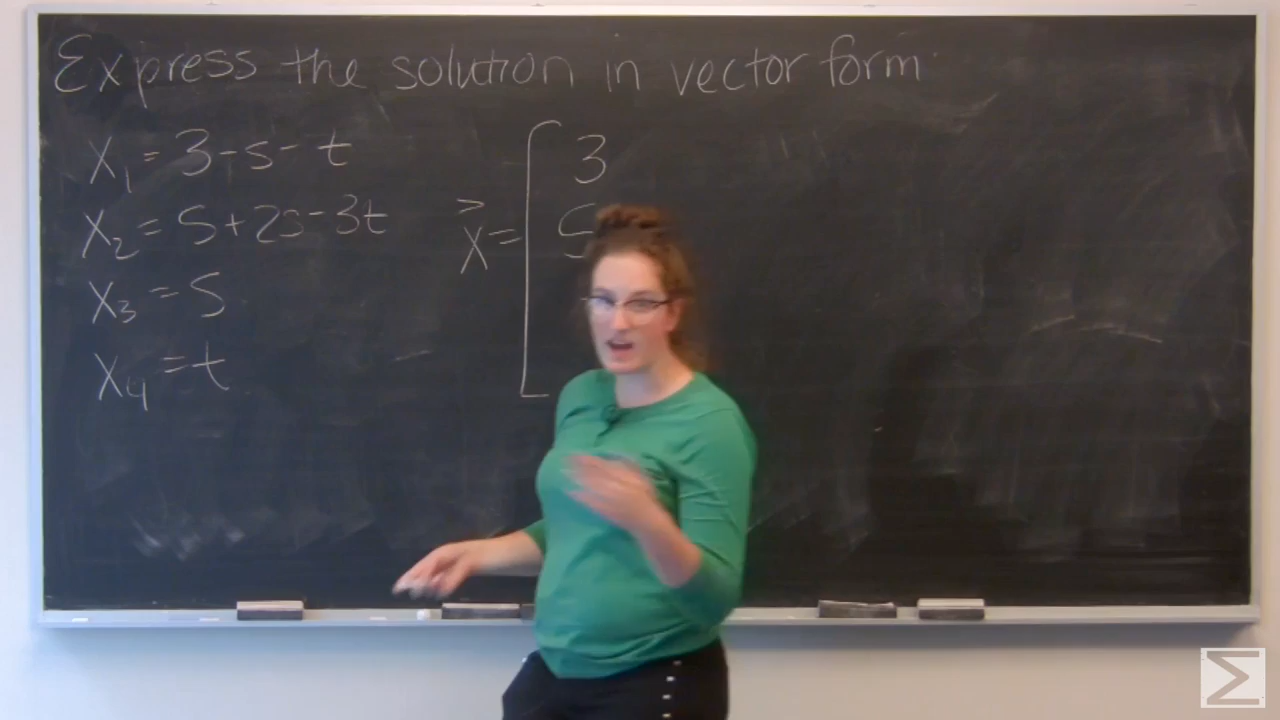 Express the solution in vector form
x₁ = 3 - s - t
x₂ = 5 + 2s - 3t
x₃ = s
x₄ = t
x⃗ = [ 3
5
Σ